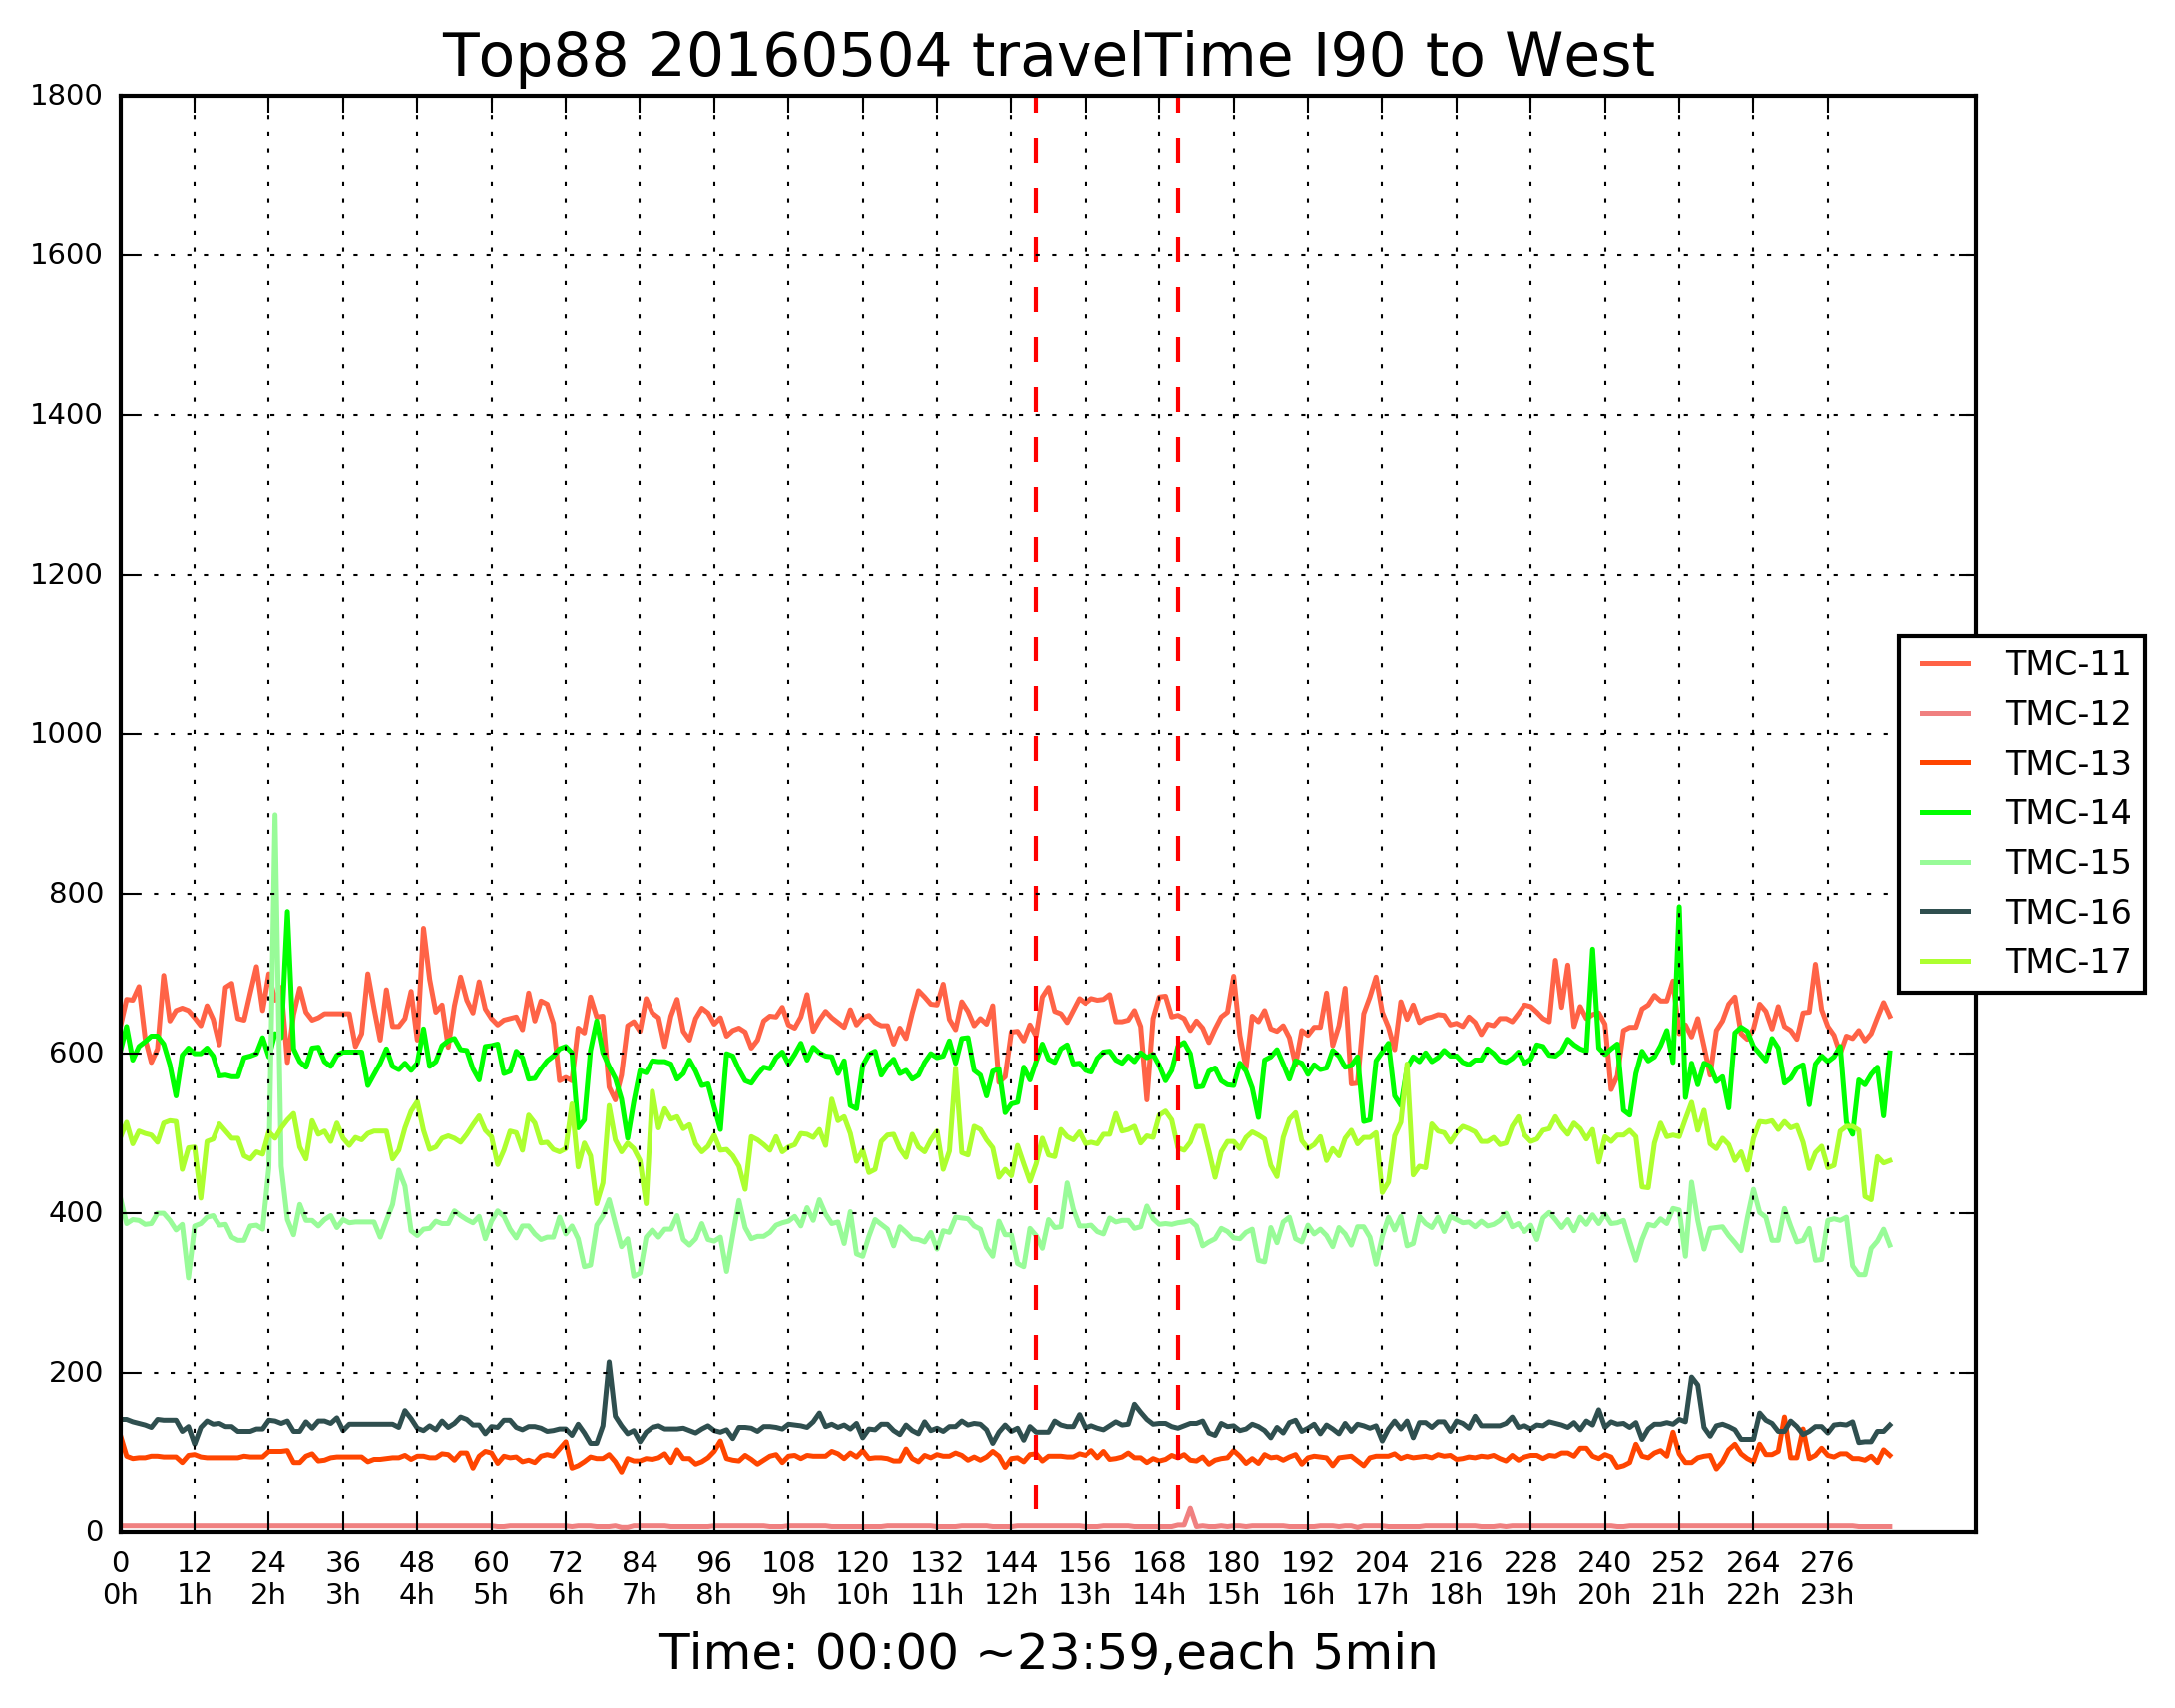 Top88 20160504 travelTime I90 to West
1800
1600
1400
1200
1000
800
600
400
200
0
TMC-11
TMC-12
TMC-13
TMC-14
TMC-15
TMC-16
TMC-17
0 12 24 36 48 60 72 84 96 108 120 132 144 156 168 180 192 204 216 228 240 252 264 276
0h 1h 2h 3h 4h 5h 6h 7h 8h 9h 10h 11h 12h 13h 14h 15h 16h 17h 18h 19h 20h 21h 22h 23h
Time: 00:00 ~23:59,each 5min